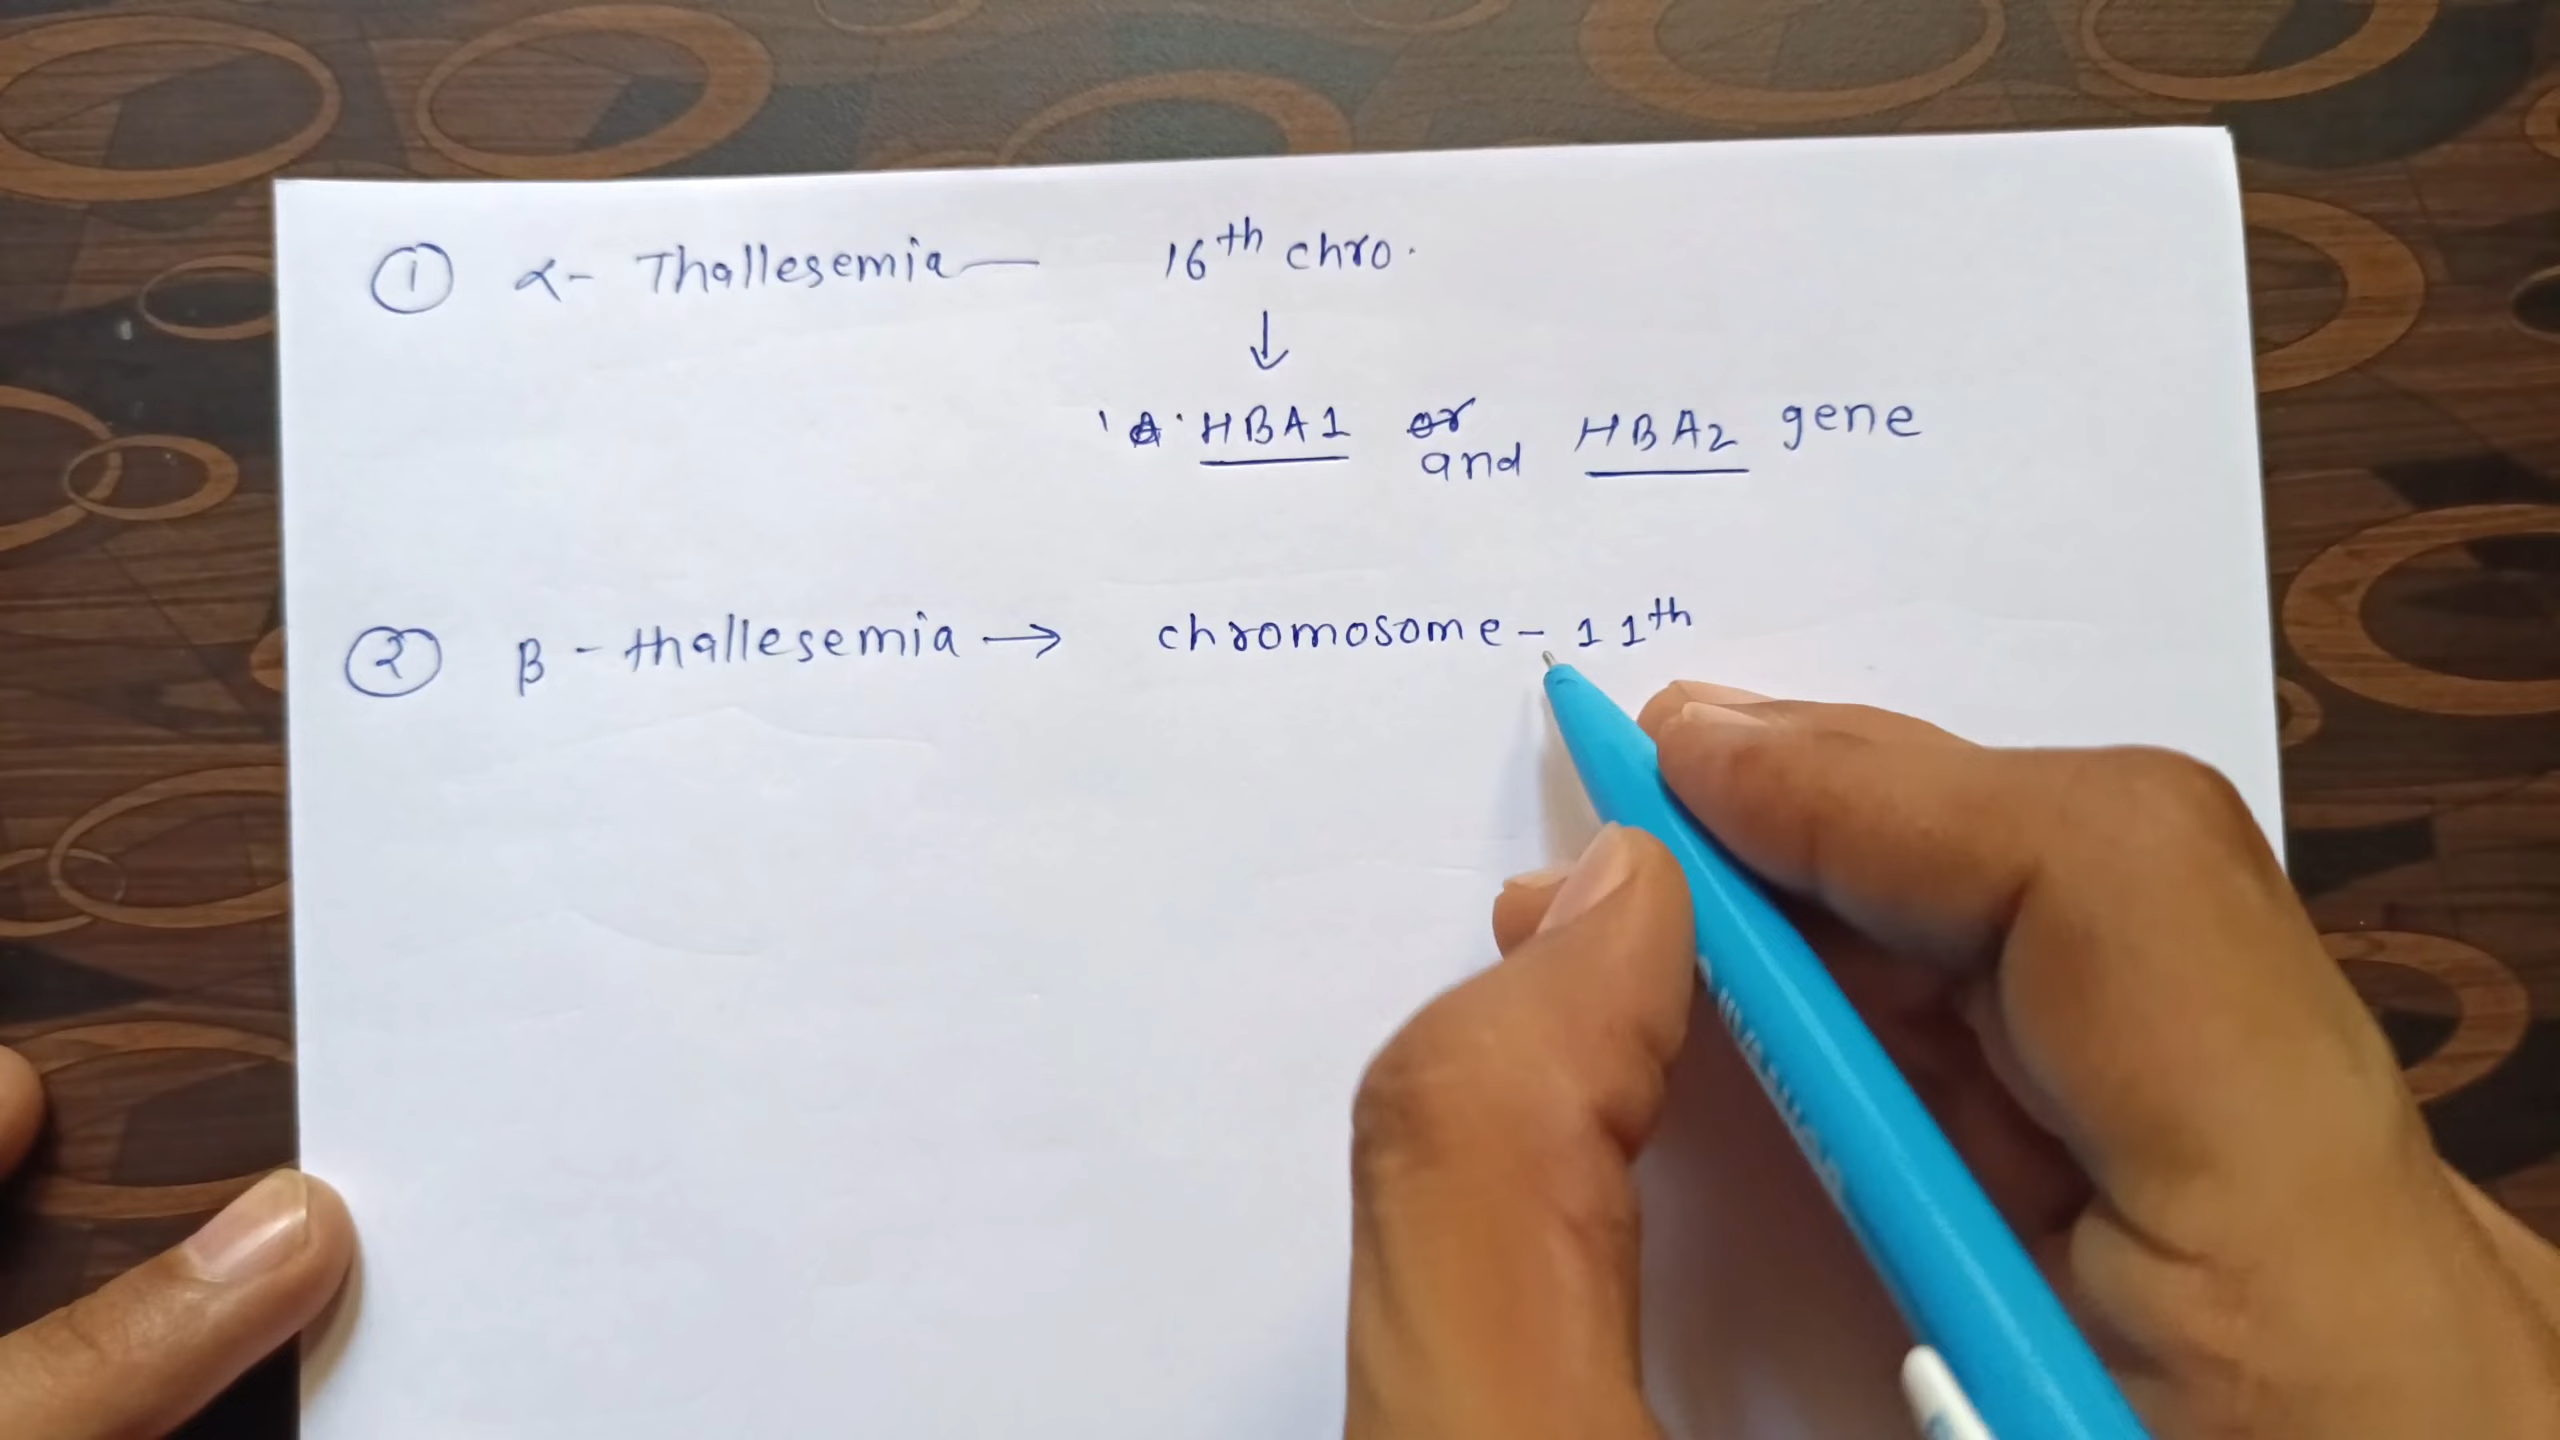 ① α- Thallesemia — 16th chro.
↓
HBA1 or and HBA2 gene
② β - thallesemia → chromosome - 11th